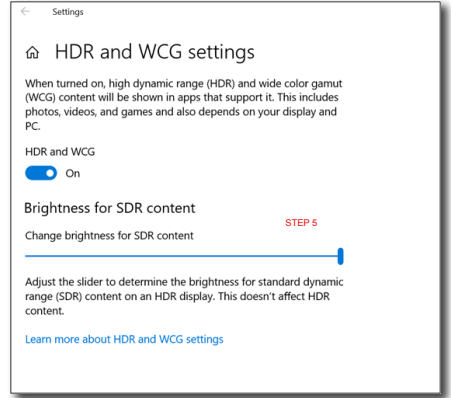 Settings
HDR and WCG settings
When turned on, high dynamic range (HDR) and wide color gamut
(WCG) content will be shown in apps that support it. This includes
photos, videos, and games and also depends on your display and
PC.
HDR and WCG
On
Brightness for SDR content
STEP 5
Change brightness for SDR content
Adjust the slider to determine the brightness for standard dynamic
range (SDR) content on an HDR display. This doesn't affect HDR
content.
Learn more about HDR and WCG settings